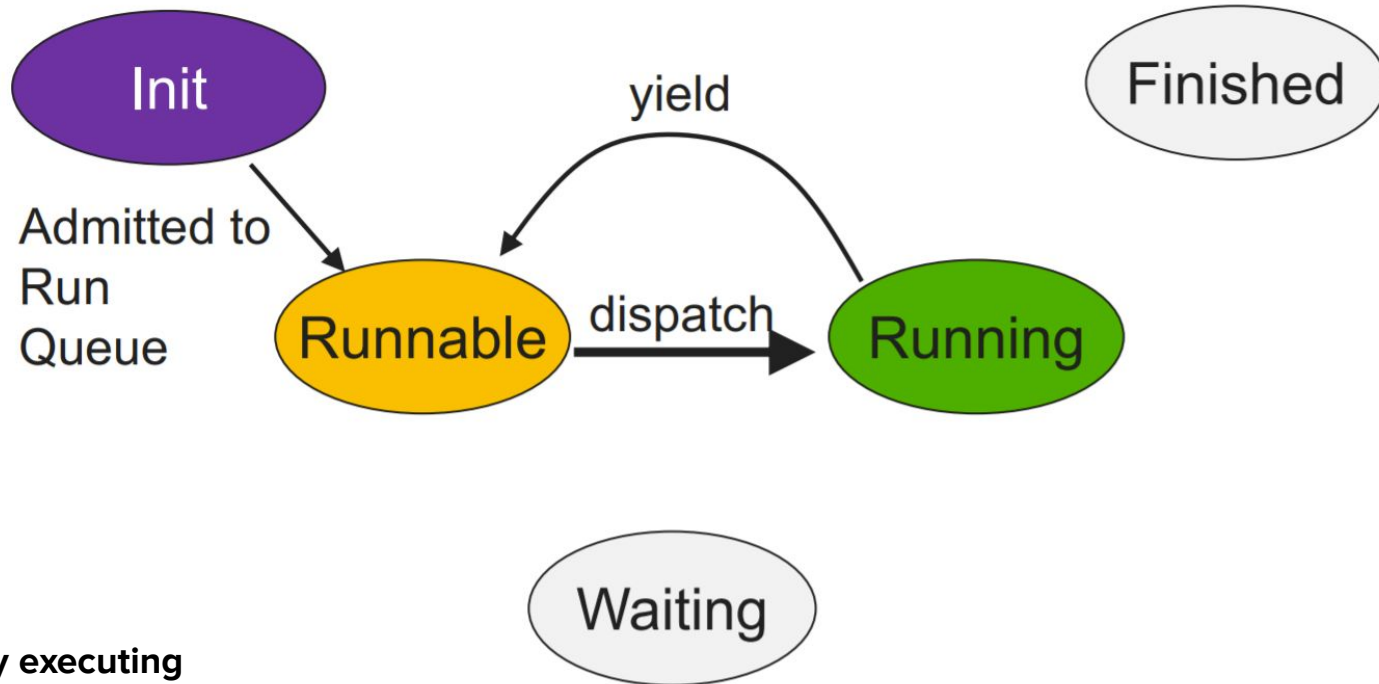 Init
Finished
yield
Admitted to
Run
Queue
Runnable
dispatch
Running
Waiting
executing